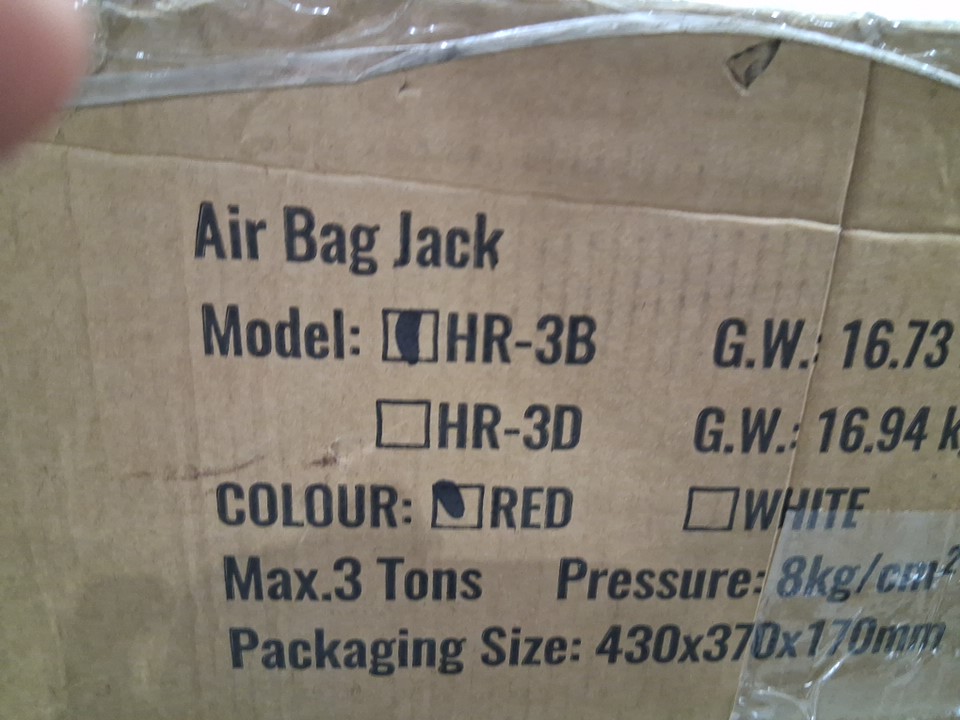 Air Bag Jack
Model: HR-3B G.W.: 16.73
HR-3D G.W.: 16.94 k
COLOUR: RED WHITE
Max.3 Tons Pressure: 8kg/cm²
Packaging Size: 430x370x170mm